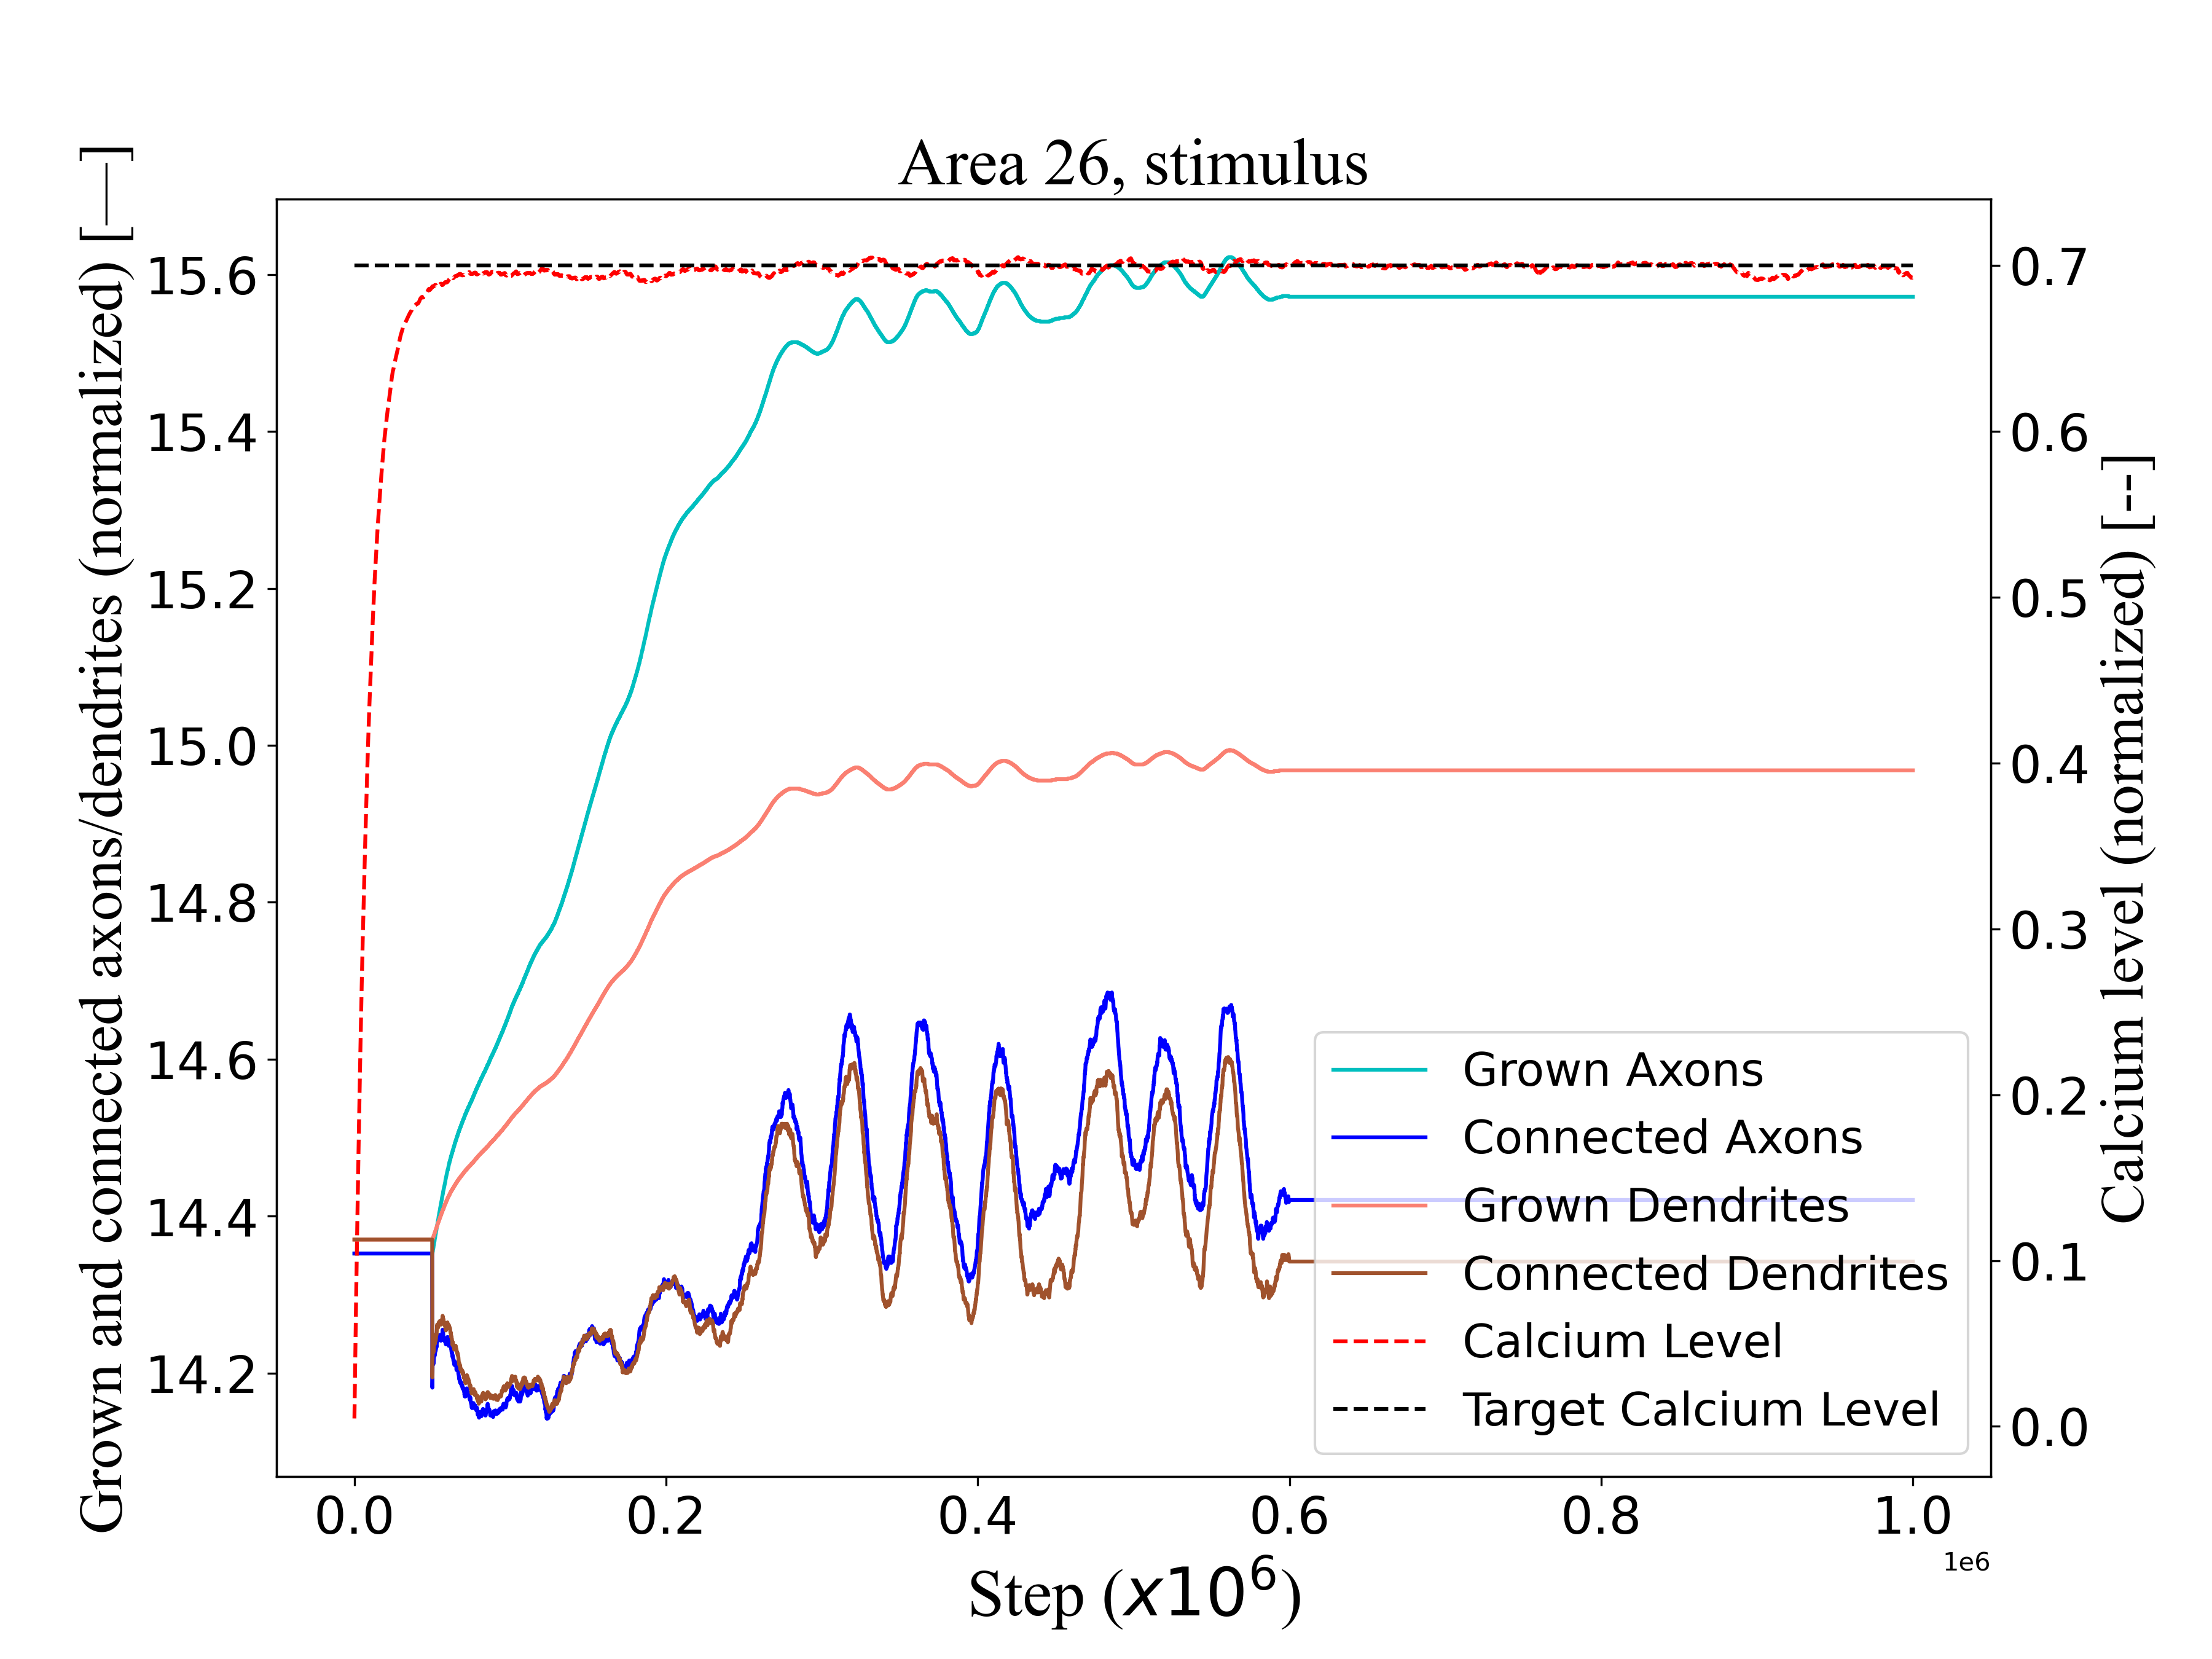 Area 26, stimulus
Grown and connected axons/dendrites (normalized) [—]
15.6
15.4
15.2
15.0
14.8
14.6
14.4
14.2
0.7
0.6
0.5
0.4
0.3
0.2
0.1
0.0
Calcium level (normalized) [--]
Grown Axons
Connected Axons
Grown Dendrites
Connected Dendrites
Calcium Level
Target Calcium Level
0.0 0.2 0.4 0.6 0.8 1.0
1e6
Step (x10⁶)